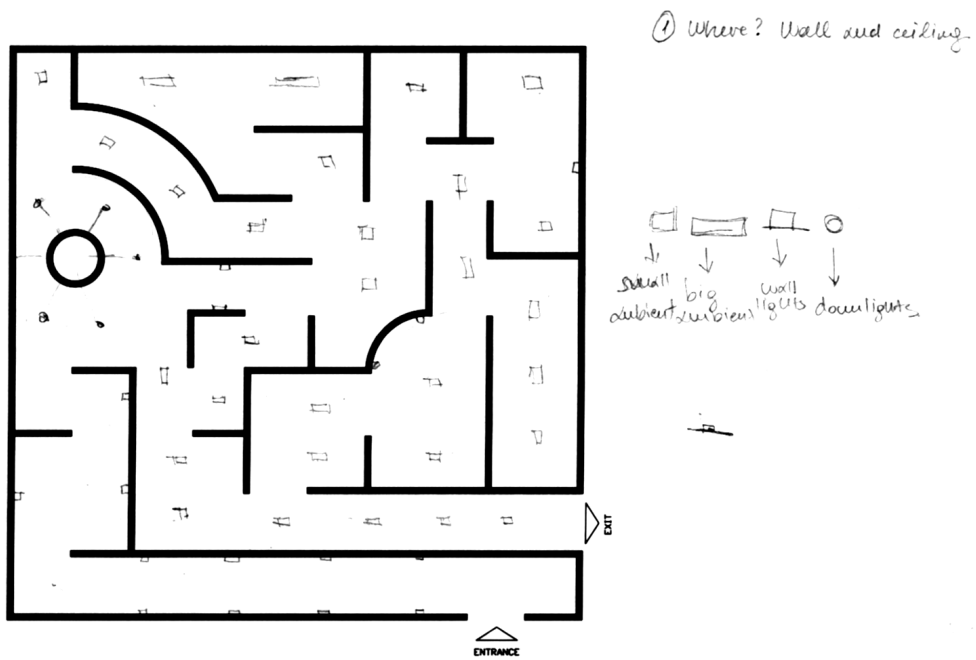 ① Where? Wall and ceiling
small
ambient
big
ambient
wall
lights
downlights
EXIT
ENTRANCE